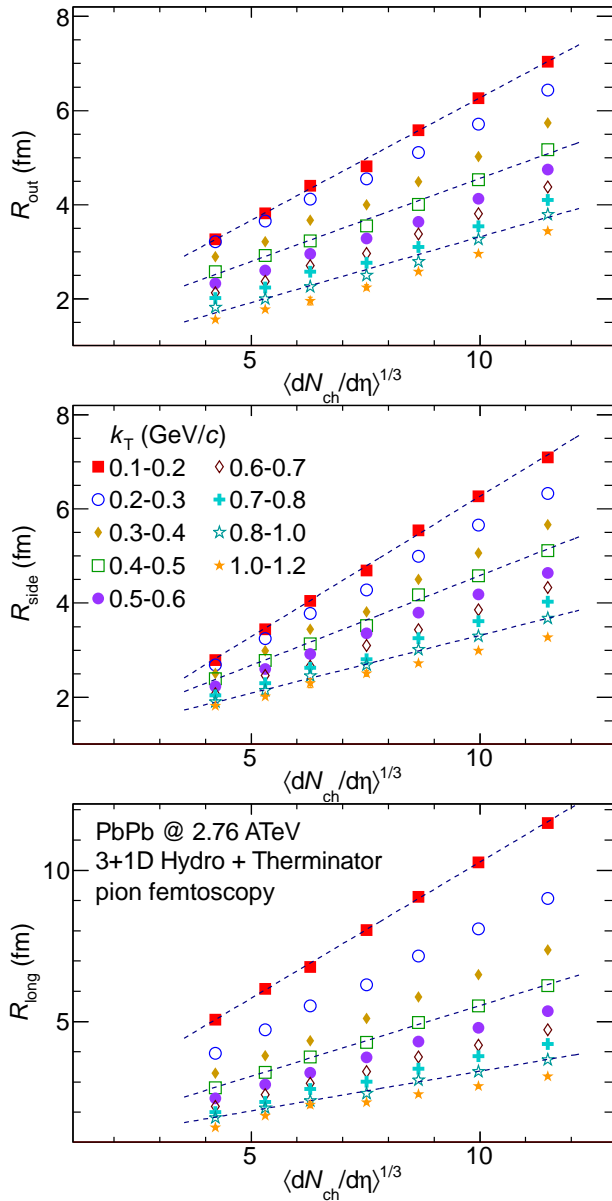 8
6
4
2
R_out (fm)
5
10
⟨dN_ch/dη⟩^1/3
8
6
4
2
R_side (fm)
k_T (GeV/c)
0.1-0.2
0.6-0.7
0.2-0.3
0.7-0.8
0.3-0.4
0.8-1.0
0.4-0.5
1.0-1.2
0.5-0.6
5
10
⟨dN_ch/dη⟩^1/3
10
5
R_long (fm)
PbPb @ 2.76 ATeV
3+1D Hydro + Therminator
pion femtoscopy
5
10
⟨dN_ch/dη⟩^1/3